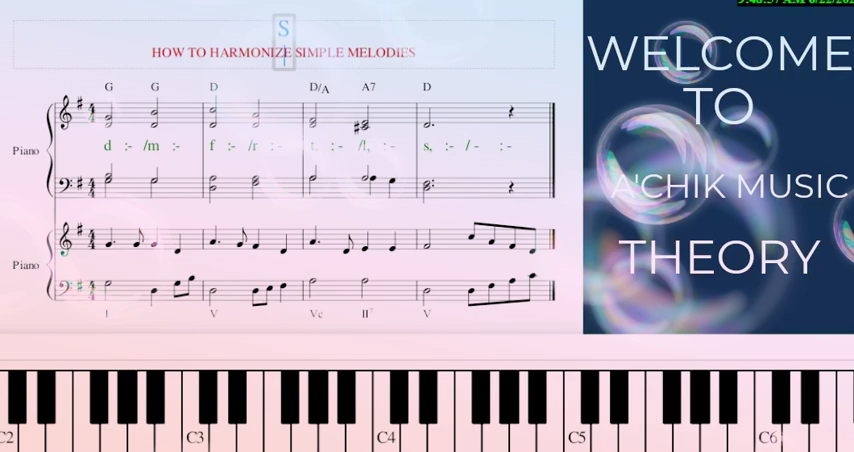 S
HOW TO HARMONIZE SIMPLE MELODIES
G G D D/A A7 D
Piano
d :- /m :- f :- /r :- t, :- /l, :- s, :- / - :-
Piano
I V Vc II7 V
C2 C3 C4 C5 C6
WELCOME
TO
A'CHIK MUSIC
THEORY